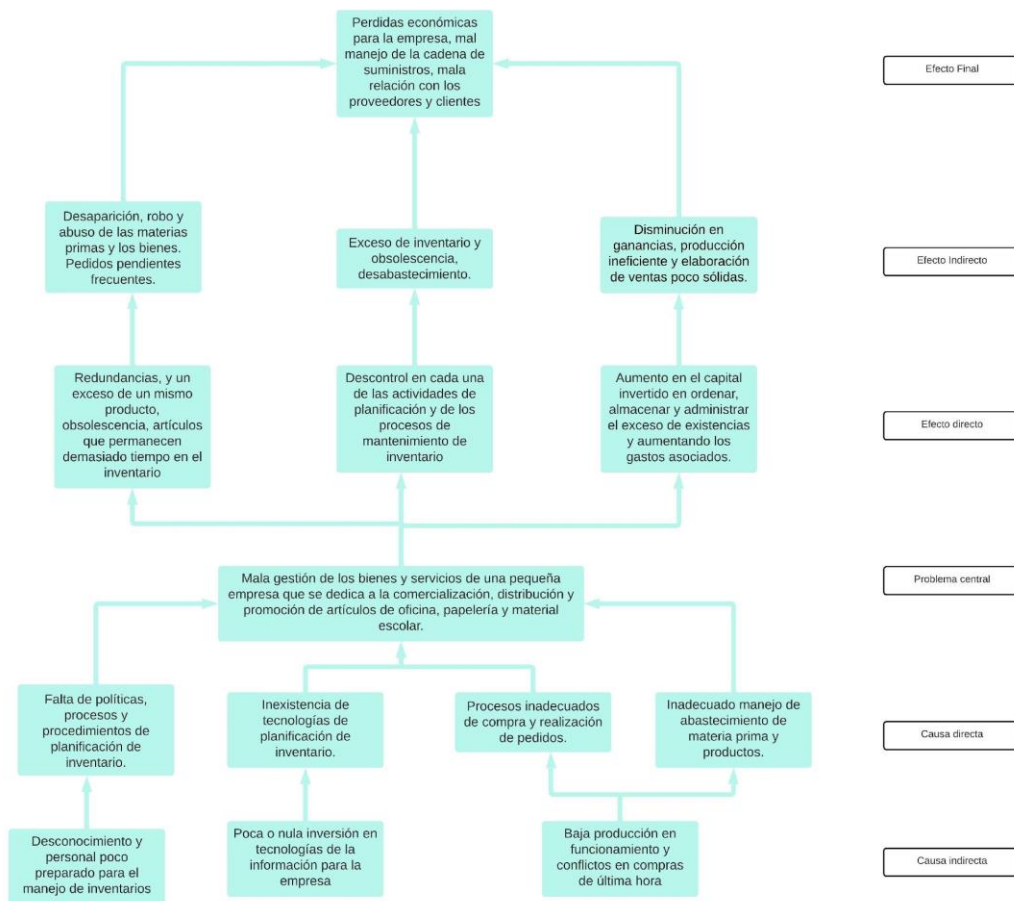 Perdidas económicas
para la empresa, mal
manejo de la cadena de
suministros, mala
relación con los
proveedores y clientes
Efecto Final
Desaparición, robo y
abuso de las materias
primas y los bienes.
Pedidos pendientes
frecuentes.
Exceso de inventario y
obsolescencia,
desabastecimiento.
Disminución en
ganancias, producción
ineficiente y elaboración
de ventas poco sólidas.
Efecto Indirecto
Redundancias, y un
exceso de un mismo
producto,
obsolescencia, artículos
que permanecen
demasiado tiempo en el
inventario
Descontrol en cada una
de las actividades de
planificación y de los
procesos de
mantenimiento de
inventario
Aumento en el capital
invertido en ordenar,
almacenar y administrar
el exceso de existencias
y aumentando los
gastos asociados.
Efecto directo
Mala gestión de los bienes y servicios de una pequeña
empresa que se dedica a la comercialización, distribución y
promoción de artículos de oficina, papelería y material
escolar.
Problema central
Falta de políticas,
procesos y
procedimientos de
planificación de
inventario.
Inexistencia de
tecnologías de
planificación de
inventario.
Procesos inadecuados
de compra y realización
de pedidos.
Inadecuado manejo de
abastecimiento de
materia prima y
productos.
Causa directa
Desconocimiento y
personal poco
preparado para el
manejo de inventarios
Poca o nula inversión en
tecnologías de la
información para la
empresa
Baja producción en
funcionamiento y
conflictos en compras
de última hora
Causa indirecta